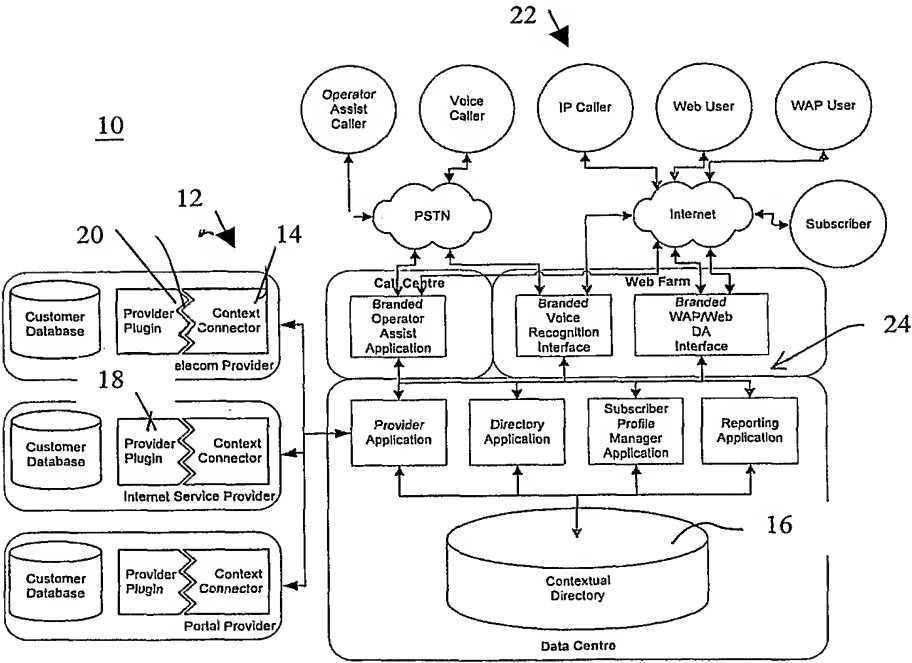 22
10
Operator
Assist
Caller
Voice
Caller
IP Caller
Web User
WAP User
PSTN
Internet
Subscriber
12
20
14
Customer
Database
Provider
Plugin
Context
Connector
elecom Provider
18
Customer
Database
Provider
Plugin
Context
Connector
Internet Service Provider
Customer
Database
Provider
Plugin
Context
Connector
Portal Provider
Call Centre
Web Farm
Branded
Operator
Assist
Application
Branded
Voice
Recognition
Interface
Branded
WAP/Web
DA
Interface
24
Provider
Application
Directory
Application
Subscriber
Profile
Manager
Application
Reporting
Application
16
Contextual
Directory
Data Centro